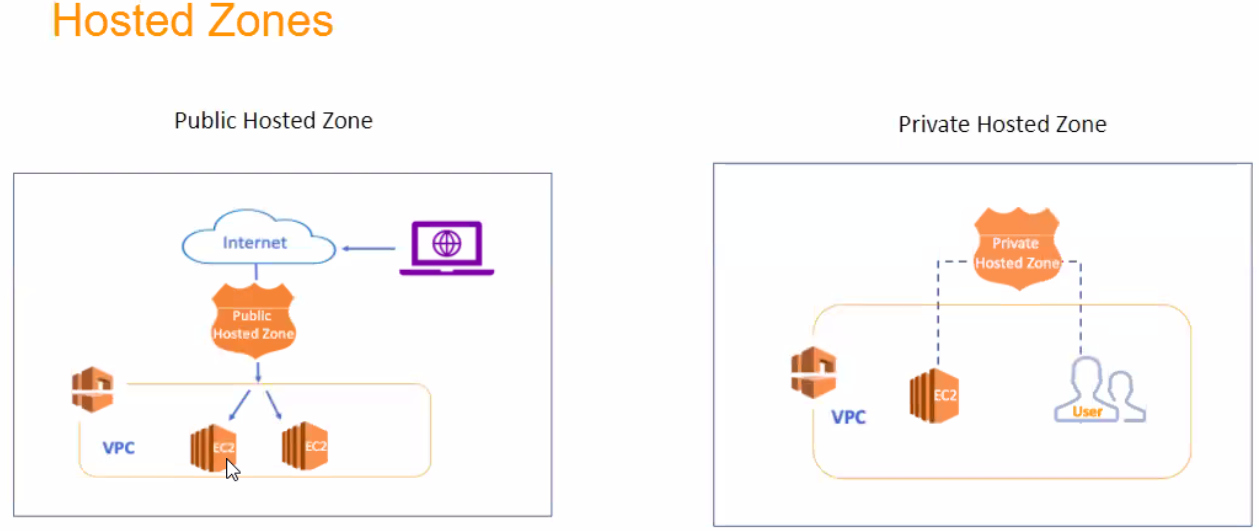 Hosted Zones
Public Hosted Zone
Internet
Public
Hosted Zone
VPC
EC2
EC2
Private Hosted Zone
Private
Hosted Zone
VPC
EC2
User